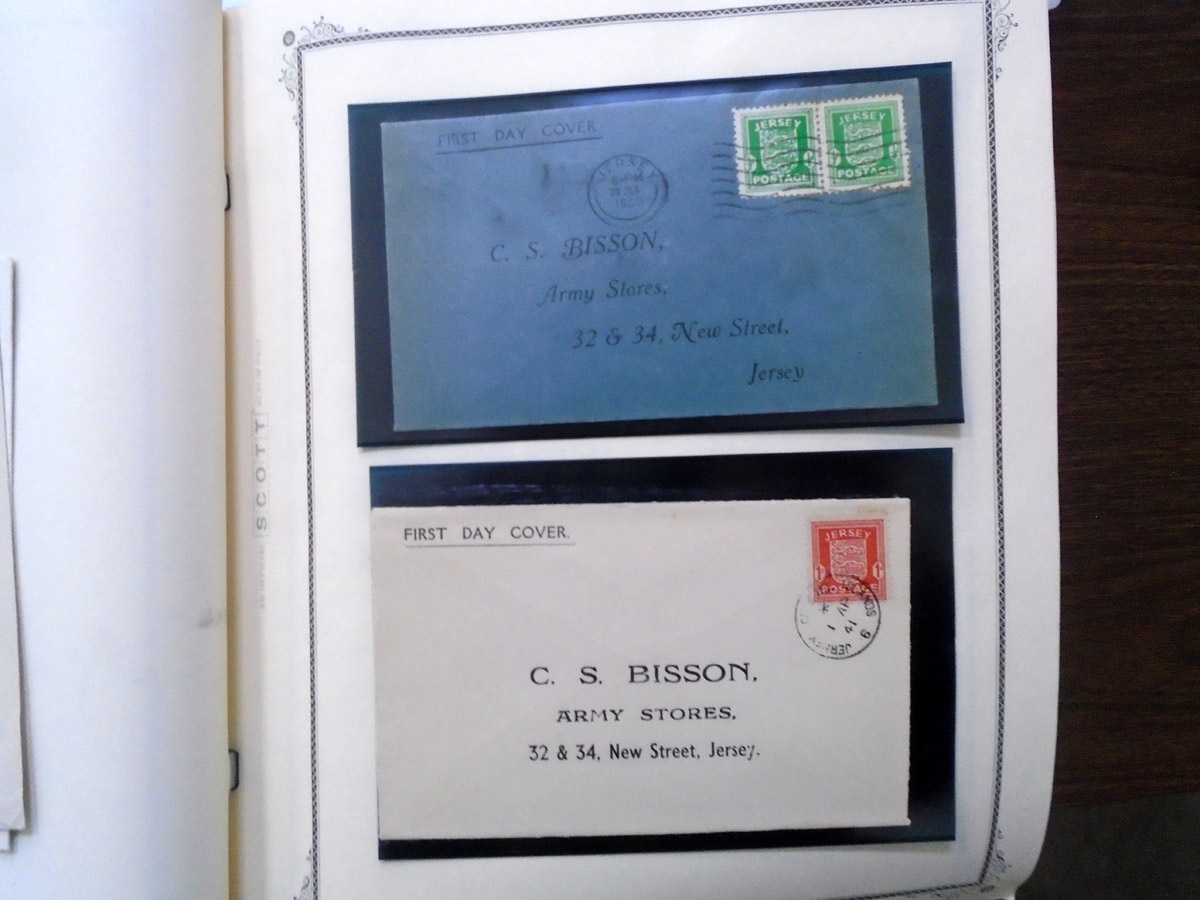 SCOTT
FIRST DAY COVER
JERSEY
POSTAGE
JERSEY
POSTAGE
JERSEY
C. S. BISSON,
Army Stores,
32 & 34, New Street,
Jersey
FIRST DAY COVER.
JERSEY
POSTAGE
JERSEY
C. S. BISSON,
ARMY STORES,
32 & 34, New Street, Jersey.